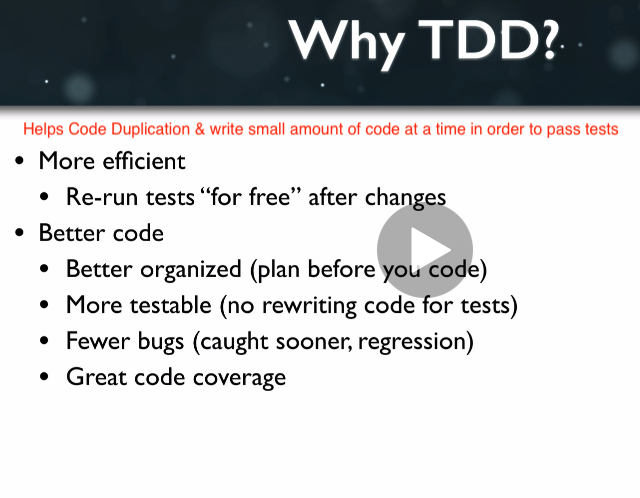 Why TDD?
Helps Code Duplication & write small amount of code at a time in order to pass tests
• More efficient
• Re-run tests “for free” after changes
• Better code
• Better organized (plan before you code)
• More testable (no rewriting code for tests)
• Fewer bugs (caught sooner, regression)
• Great code coverage